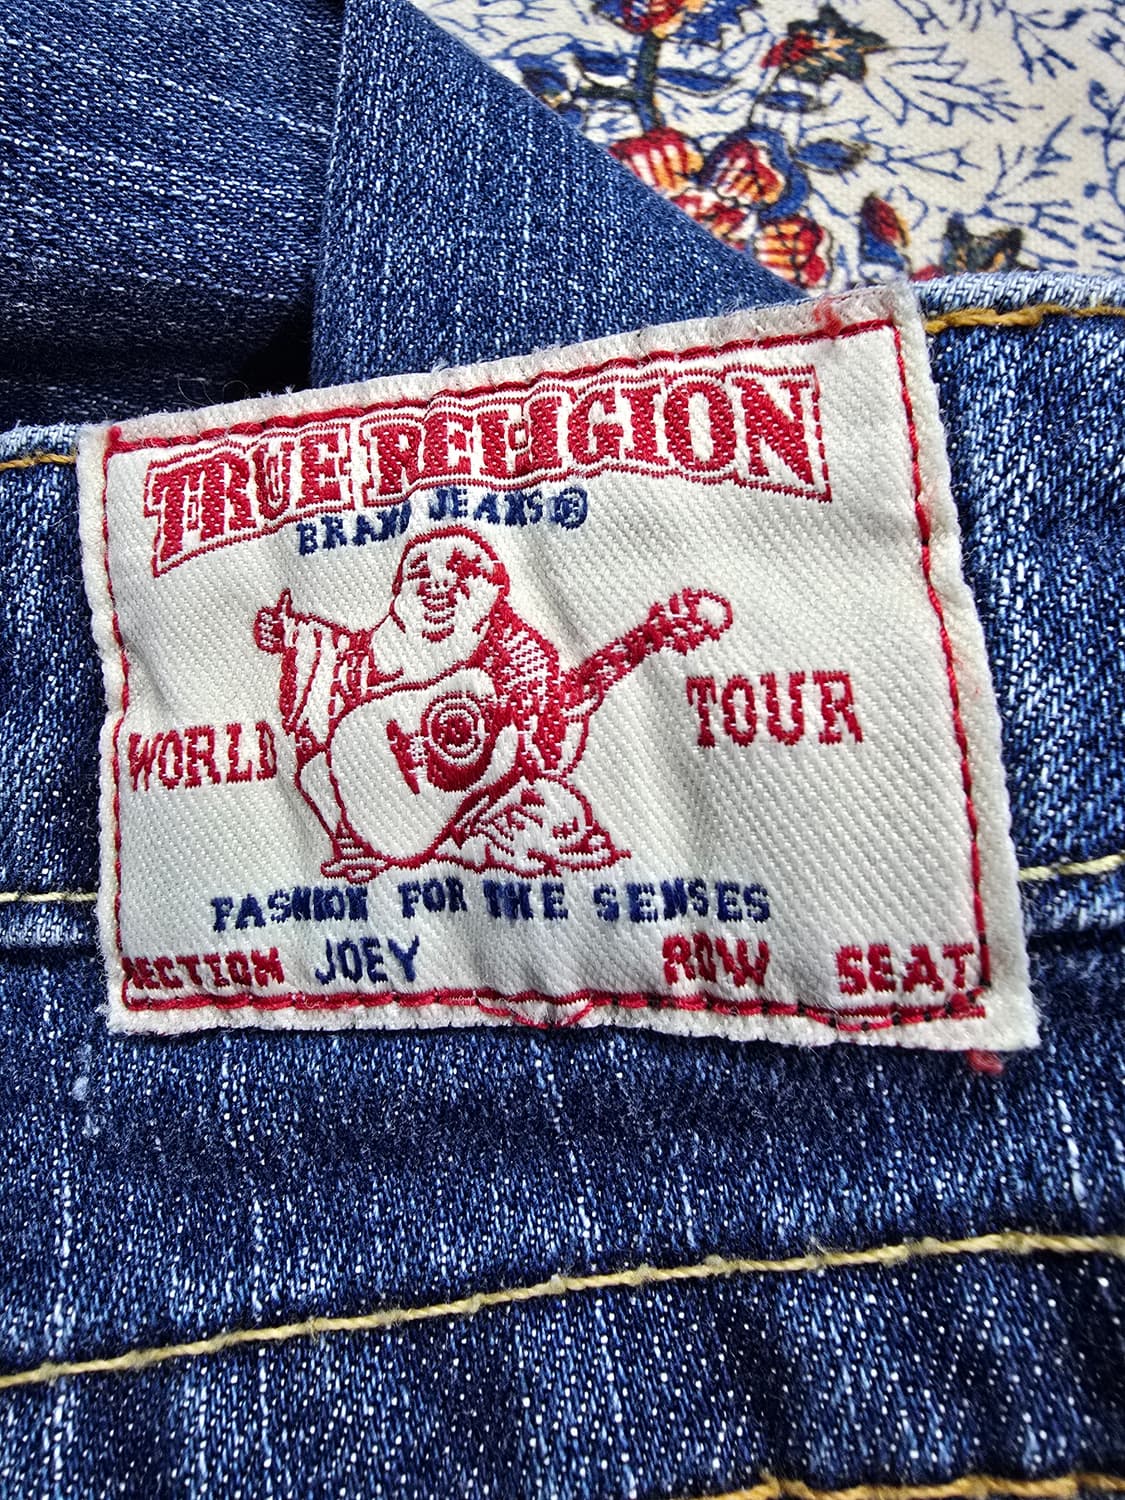 TRUE RELIGION
BRAND JEANS®
WORLD TOUR
FASHION FOR THE SENSES
SECTION JOEY ROW SEAT